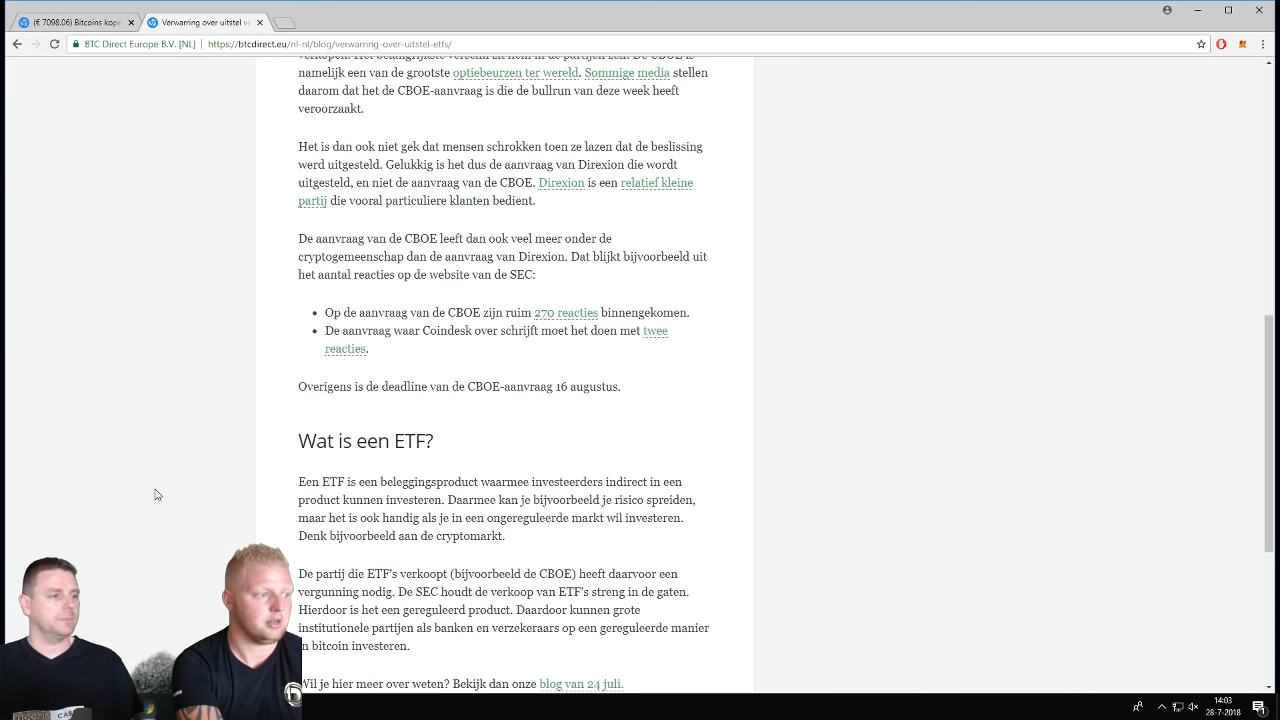 (€ 7098.06) Bitcoins kope
Verwarring over uitstel ve
BTC Direct Europe B.V. [NL]
https://btcdirect.eu/nl-nl/blog/verwarring-over-uitstel-etfs/
namelijk een van de grootste optiebeurzen ter wereld. Sommige media stellen
daarom dat het de CBOE-aanvraag is die de bullrun van deze week heeft
veroorzaakt.
Het is dan ook niet gek dat mensen schrokken toen ze lazen dat de beslissing
werd uitgesteld. Gelukkig is het dus de aanvraag van Direxion die wordt
uitgesteld, en niet de aanvraag van de CBOE. Direxion is een relatief kleine
partij die vooral particuliere klanten bedient.
De aanvraag van de CBOE leeft dan ook veel meer onder de
cryptogemeenschap dan de aanvraag van Direxion. Dat blijkt bijvoorbeeld uit
het aantal reacties op de website van de SEC:
• Op de aanvraag van de CBOE zijn ruim 270 reacties binnengekomen.
• De aanvraag waar Coindesk over schrijft moet het doen met twee
reacties.
Overigens is de deadline van de CBOE-aanvraag 16 augustus.
Wat is een ETF?
Een ETF is een beleggingsproduct waarmee investeerders indirect in een
product kunnen investeren. Daarmee kan je bijvoorbeeld je risico spreiden,
maar het is ook handig als je in een ongereguleerde markt wil investeren.
Denk bijvoorbeeld aan de cryptomarkt.
De partij die ETF's verkoopt (bijvoorbeeld de CBOE) heeft daarvoor een
vergunning nodig. De SEC houdt de verkoop van ETF's streng in de gaten.
Hierdoor is het een gereguleerd product. Daardoor kunnen grote
institutionele partijen als banken en verzekeraars op een gereguleerde manier
in bitcoin investeren.
Wil je hier meer over weten? Bekijk dan onze blog van 24 juli.
14:03
28-7-2018